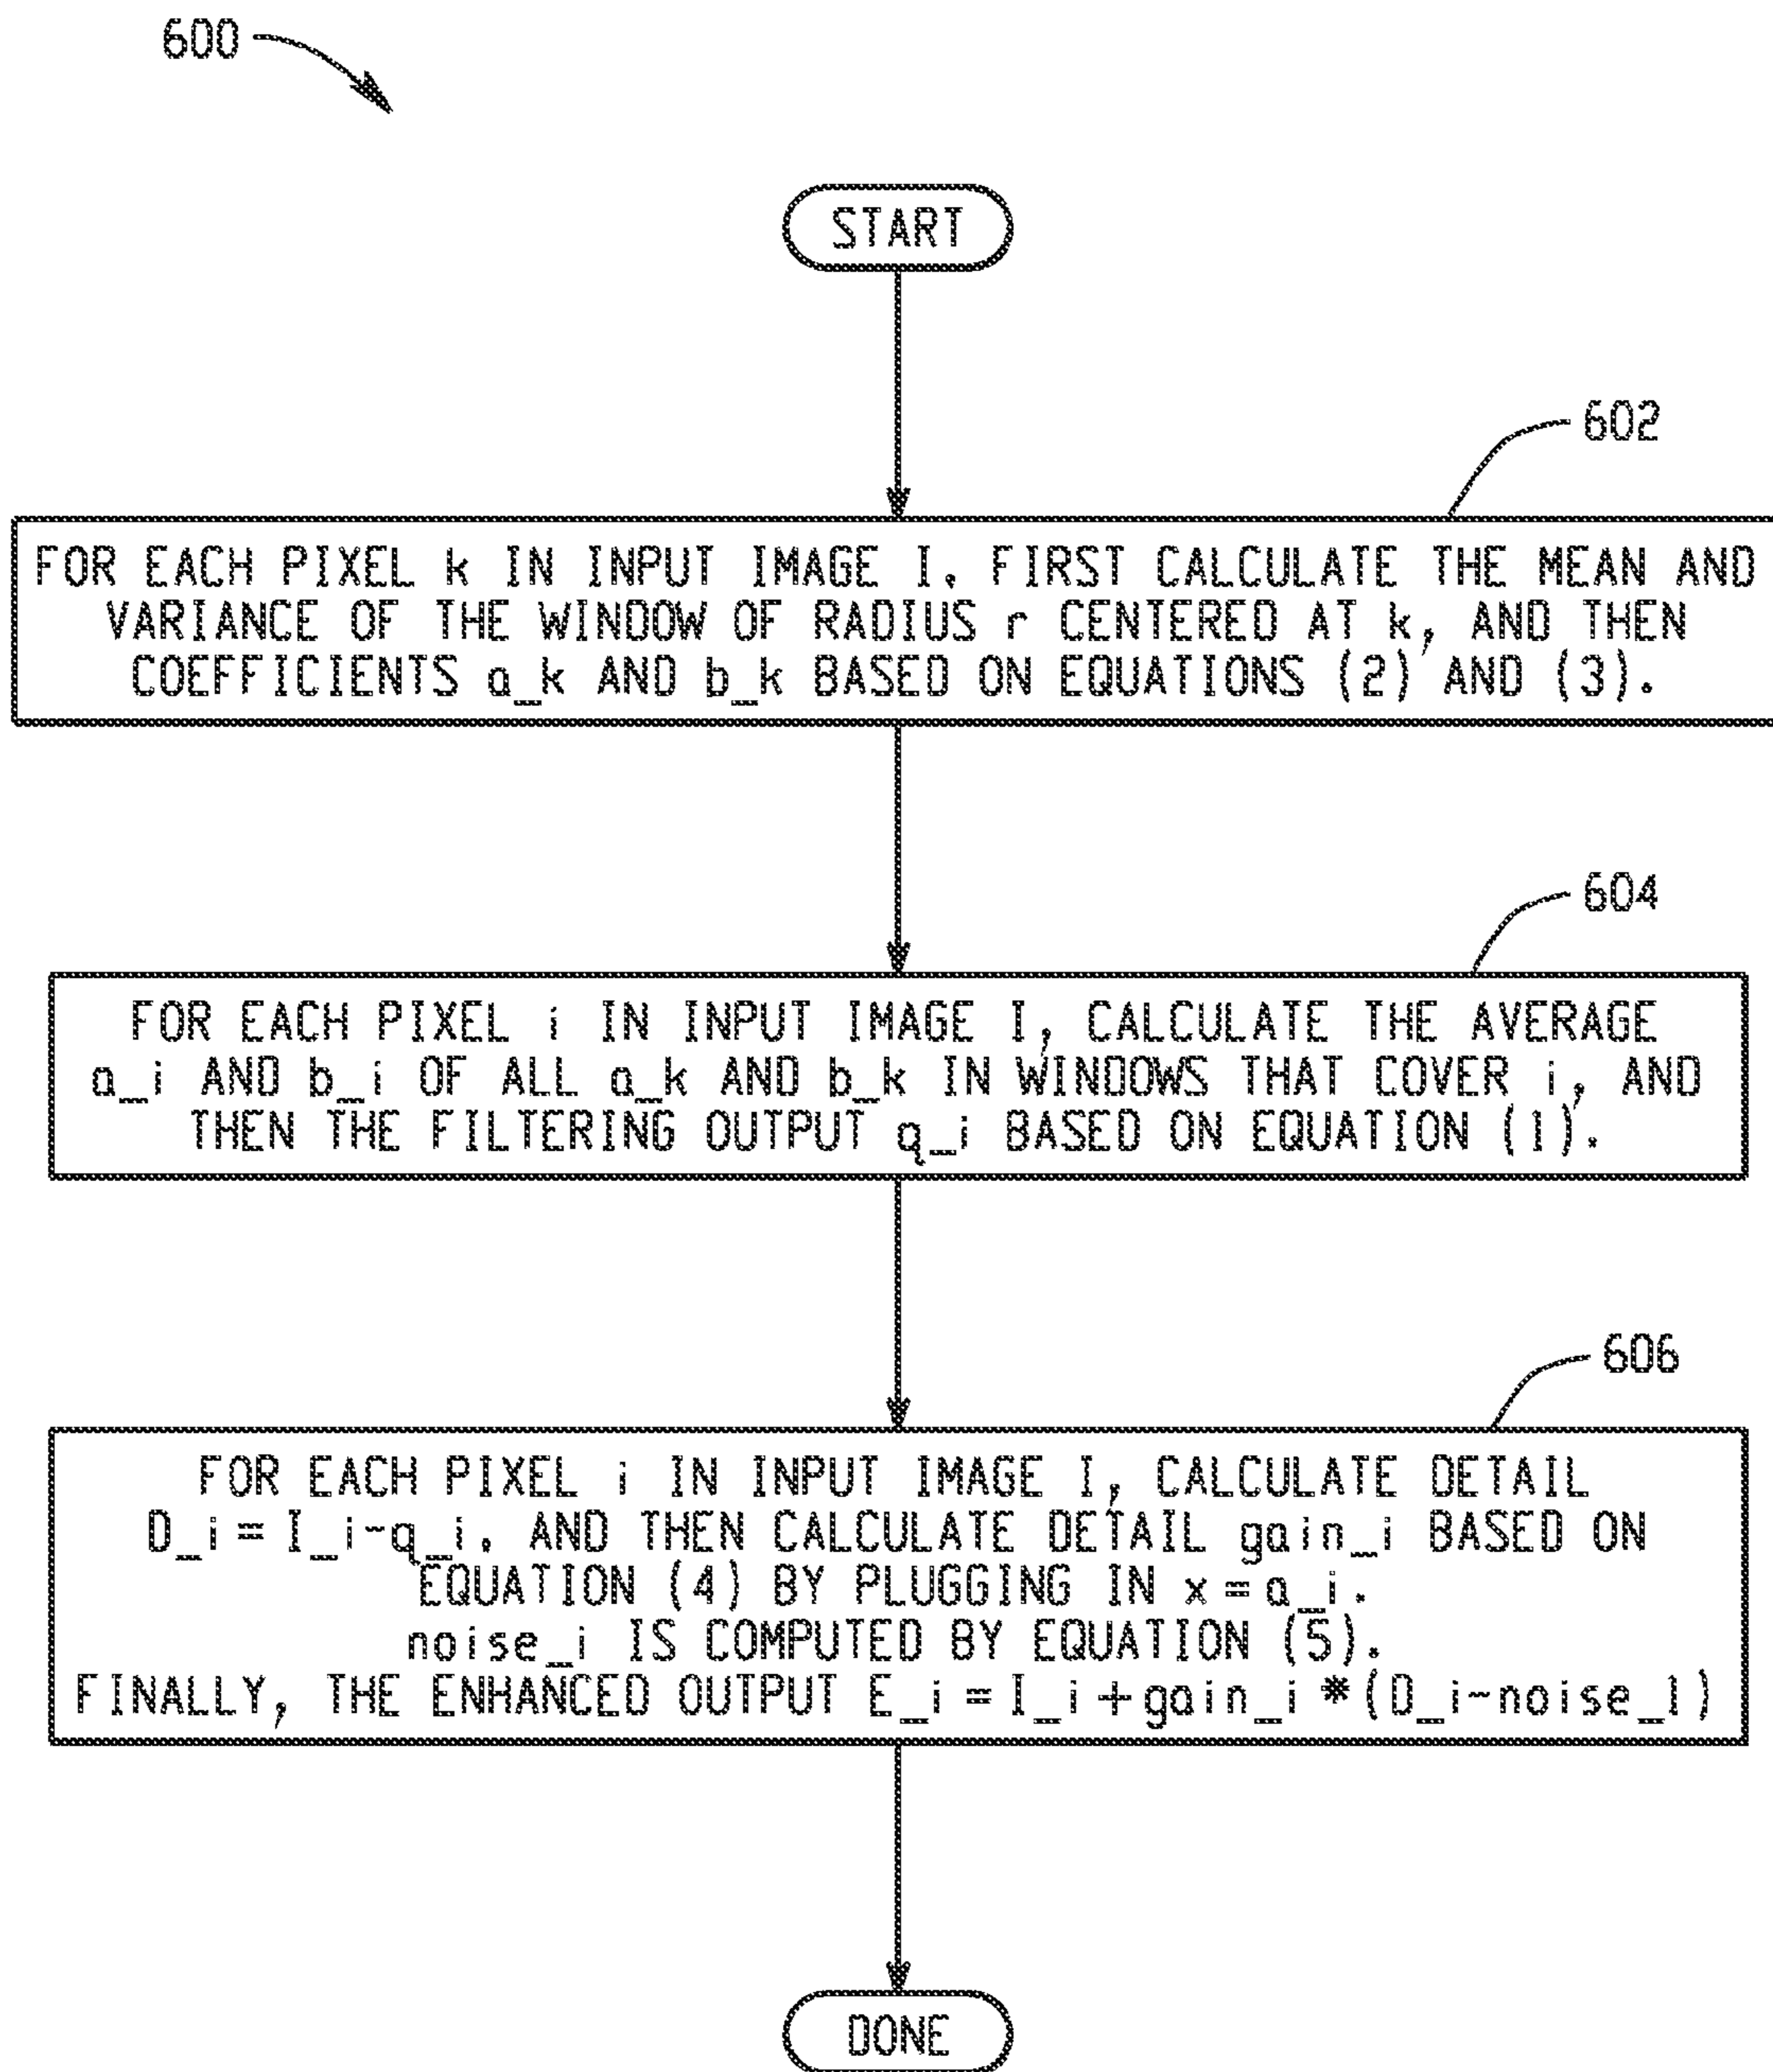 600
START
602
FOR EACH PIXEL k IN INPUT IMAGE I, FIRST CALCULATE THE MEAN AND
VARIANCE OF THE WINDOW OF RADIUS r CENTERED AT k, AND THEN
COEFFICIENTS a_k AND b_k BASED ON EQUATIONS (2) AND (3).
604
FOR EACH PIXEL i IN INPUT IMAGE I, CALCULATE THE AVERAGE
a_i AND b_i OF ALL a_k AND b_k IN WINDOWS THAT COVER i, AND
THEN THE FILTERING OUTPUT q_i BASED ON EQUATION (1).
606
FOR EACH PIXEL i IN INPUT IMAGE I, CALCULATE DETAIL
D_i = I_i-q_i. AND THEN CALCULATE DETAIL gain_i BASED ON
EQUATION (4) BY PLUGGING IN x = a_i.
noise_i IS COMPUTED BY EQUATION (5).
FINALLY, THE ENHANCED OUTPUT E_i = I_i + gain_i *(D_i-noise_1)
DONE